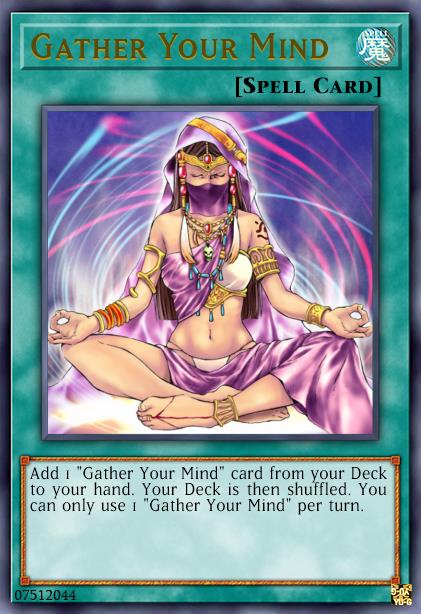 Gather Your Mind
SPELL
魔
[Spell Card]
Add 1 "Gather Your Mind" card from your Deck
to your hand. Your Deck is then shuffled. You
can only use 1 "Gather Your Mind" per turn.
07512044